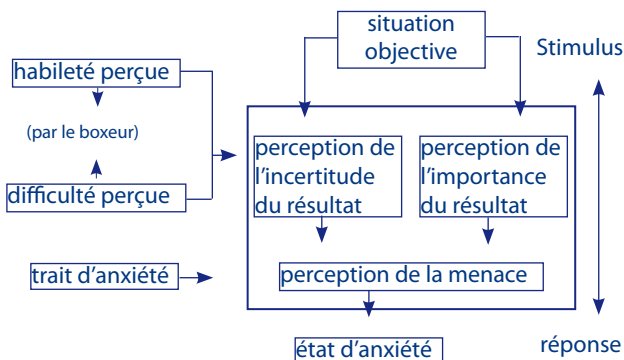 situation
objective
Stimulus
habileté perçue
(par le boxeur)
difficulté perçue
perception de
l'incertitude
du résultat
perception de
l'importance
du résultat
trait d'anxiété
perception de la menace
état d'anxiété
réponse